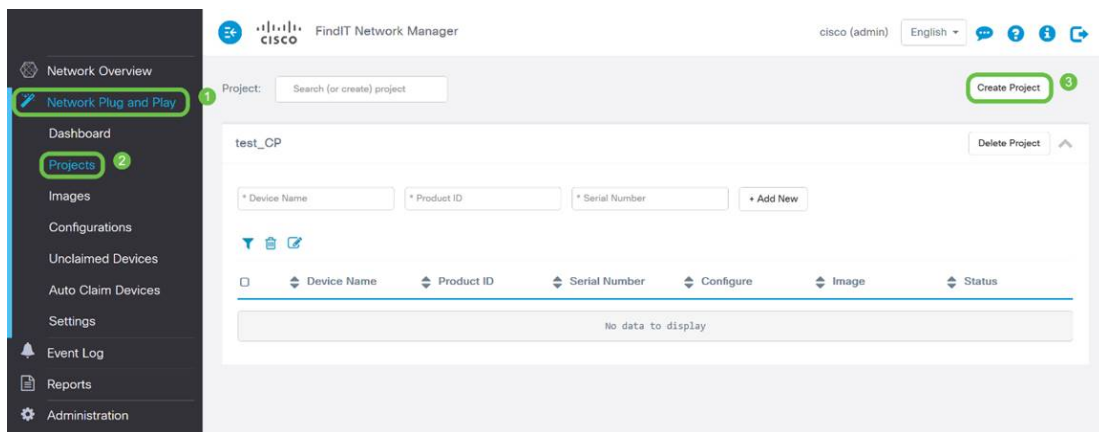 CISCO FindIT Network Manager cisco (admin) English
Network Overview
Network Plug and Play 1
Dashboard
Projects 2
Images
Configurations
Unclaimed Devices
Auto Claim Devices
Settings
Event Log
Reports
Administration
Project: Search (or create) project Create Project 3
test_CP Delete Project
* Device Name * Product ID * Serial Number + Add New
Device Name Product ID Serial Number Configure Image Status
No data to display